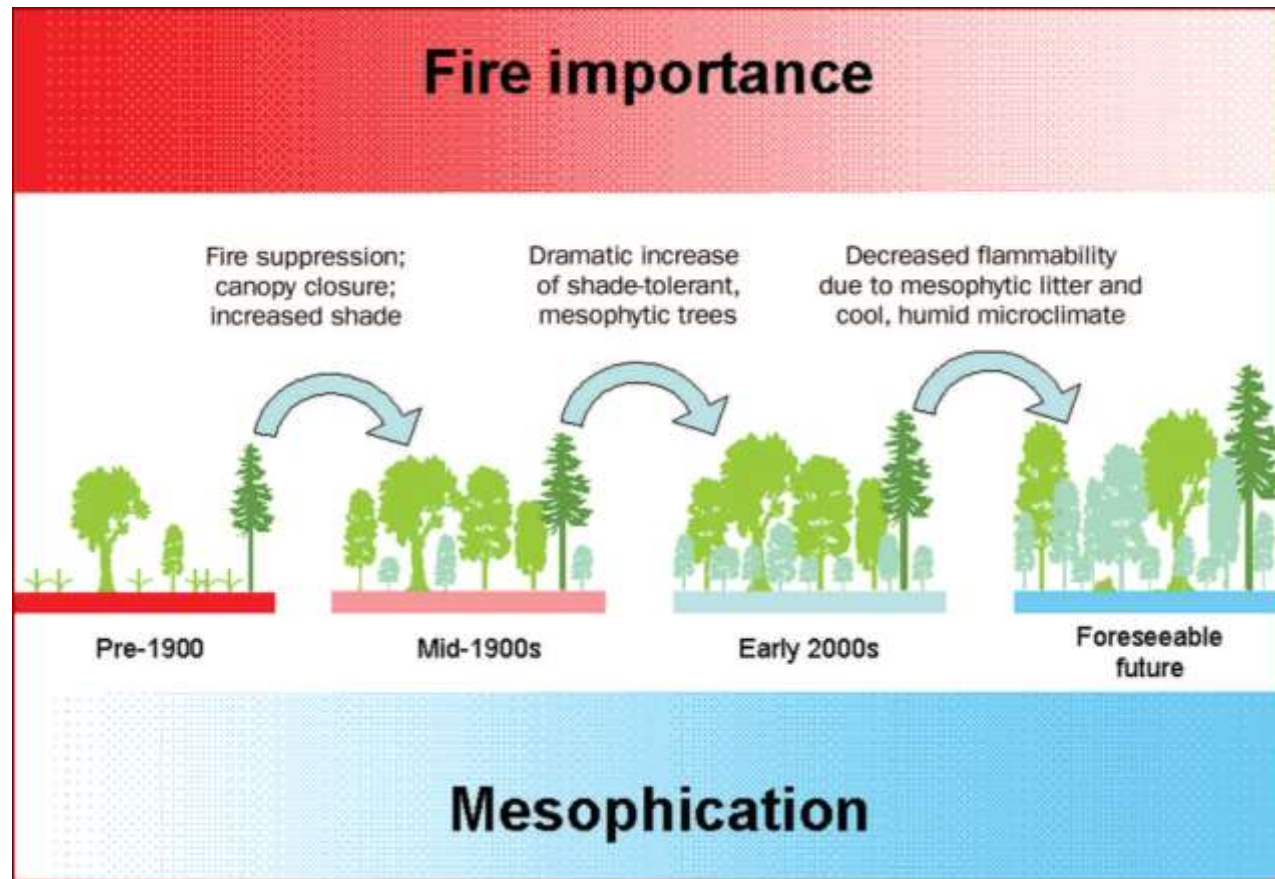 Fire importance
Fire suppression;
canopy closure;
increased shade
Dramatic increase
of shade-tolerant,
mesophytic trees
Decreased flammability
due to mesophytic litter and
cool, humid microclimate
Pre-1900
Mid-1900s
Early 2000s
Foreseeable
future
Mesophication